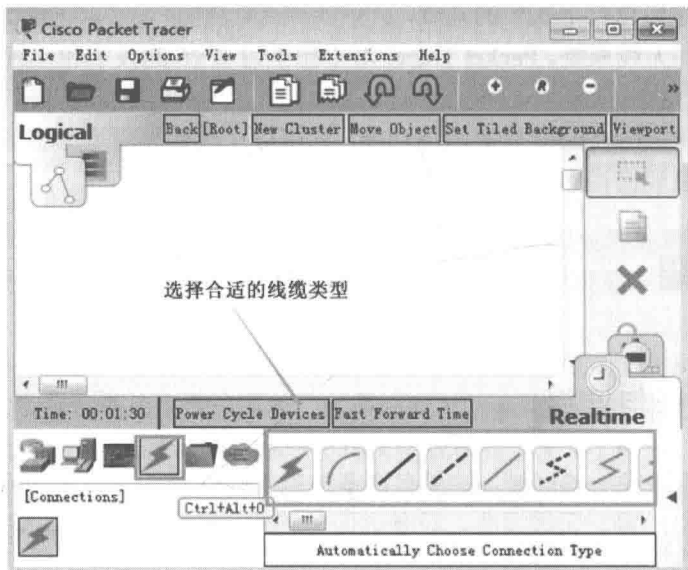 Cisco Packet Tracer
File Edit Options View Tools Extensions Help
Logical Back [Root] New Cluster Move Object Set Tiled Background Viewport
选择合适的线缆类型
Time: 00:01:30 Power Cycle Devices Fast Forward Time Realtime
[Connections]
Ctrl+Alt+O
Automatically Choose Connection Type